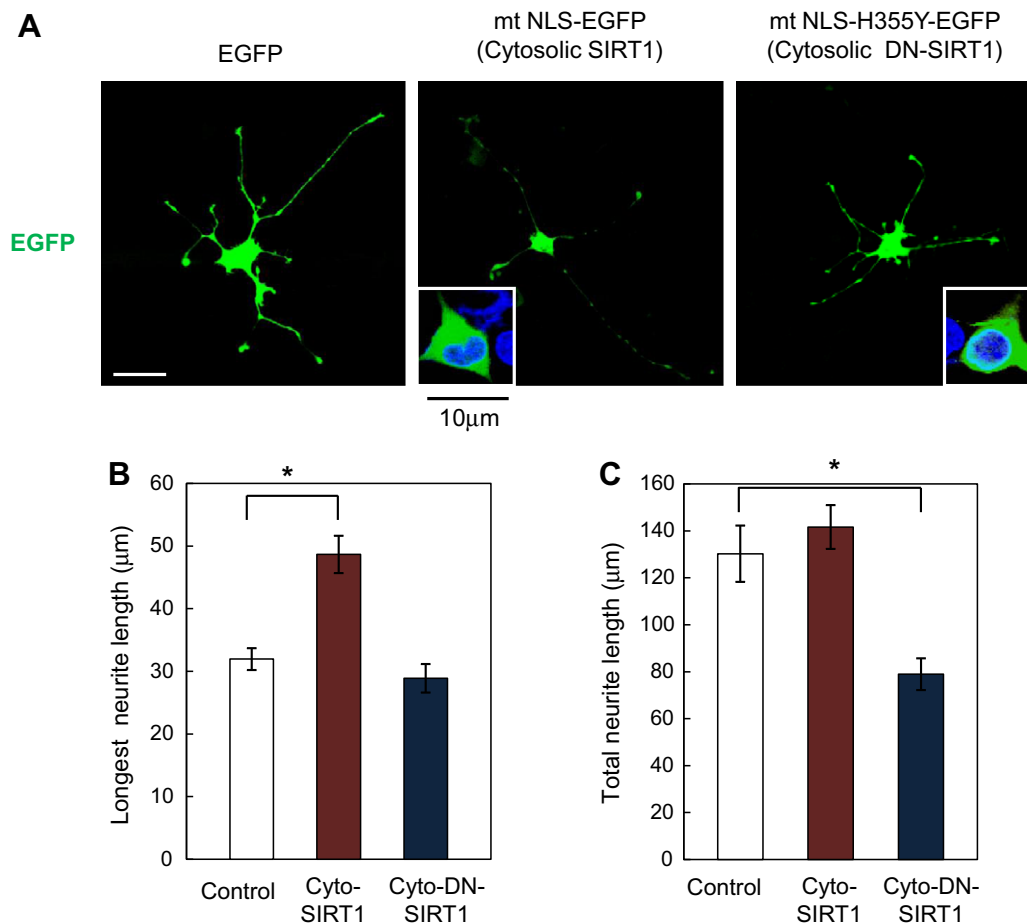 A
EGFP
mt NLS-EGFP
(Cytosolic SIRT1)
mt NLS-H355Y-EGFP
(Cytosolic DN-SIRT1)
EGFP
10μm
B
*
Longest neurite length (μm)
60
50
40
30
20
10
0
Control
Cyto-
SIRT1
Cyto-DN-
SIRT1
C
*
Total neurite length (μm)
160
140
120
100
80
60
40
20
0
Control
Cyto-
SIRT1
Cyto-DN-
SIRT1